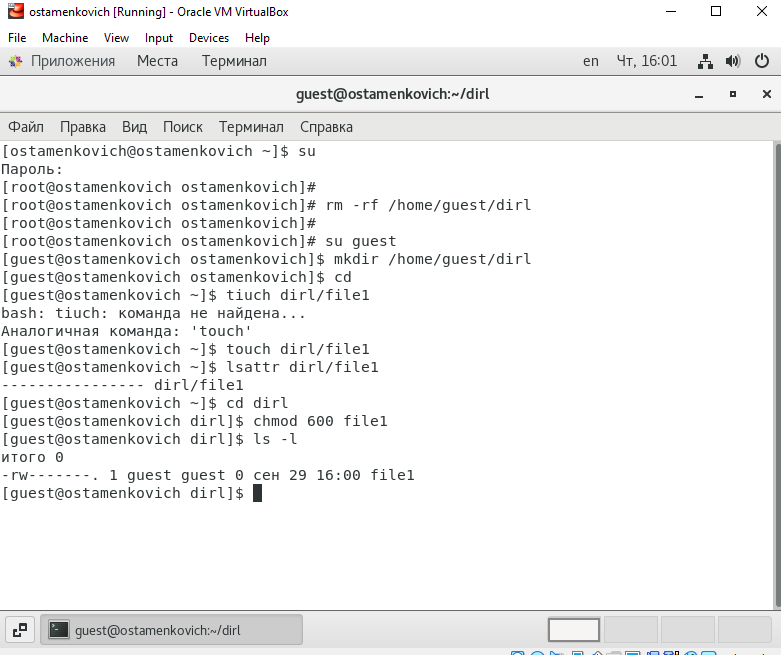 ostamenkovich [Running] - Oracle VM VirtualBox
File Machine View Input Devices Help
Приложения Места Терминал en Чт, 16:01
guest@ostamenkovich:~/dirl
Файл Правка Вид Поиск Терминал Справка
[ostamenkovich@ostamenkovich ~]$ su
Пароль:
[root@ostamenkovich ostamenkovich]#
[root@ostamenkovich ostamenkovich]# rm -rf /home/guest/dirl
[root@ostamenkovich ostamenkovich]#
[root@ostamenkovich ostamenkovich]# su guest
[guest@ostamenkovich ostamenkovich]$ mkdir /home/guest/dirl
[guest@ostamenkovich ostamenkovich]$ cd
[guest@ostamenkovich ~]$ tiuch dirl/file1
bash: tiuch: команда не найдена...
Аналогичная команда: 'touch'
[guest@ostamenkovich ~]$ touch dirl/file1
[guest@ostamenkovich ~]$ lsattr dirl/file1
---------------- dirl/file1
[guest@ostamenkovich ~]$ cd dirl
[guest@ostamenkovich dirl]$ chmod 600 file1
[guest@ostamenkovich dirl]$ ls -l
итого 0
-rw-------. 1 guest guest 0 сен 29 16:00 file1
[guest@ostamenkovich dirl]$
guest@ostamenkovich:~/dirl